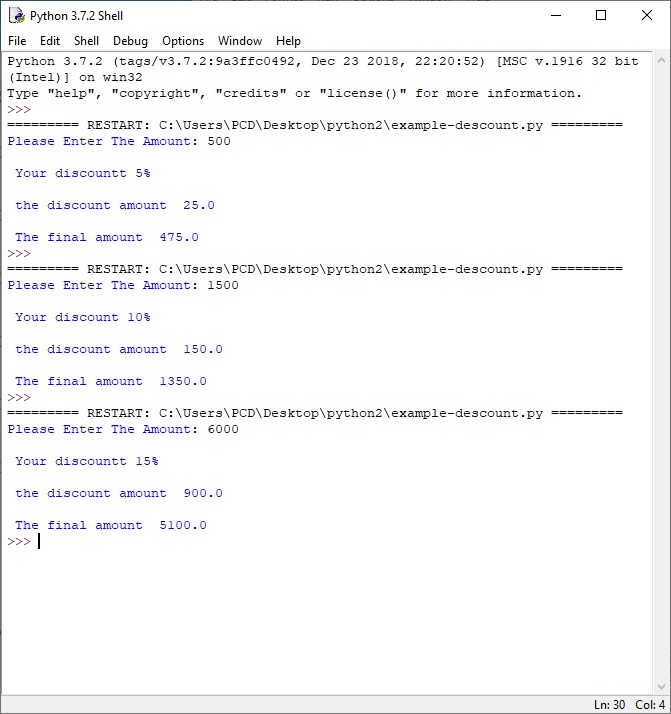 Python 3.7.2 Shell
File Edit Shell Debug Options Window Help
Python 3.7.2 (tags/v3.7.2:9a3ffc0492, Dec 23 2018, 22:20:52) [MSC v.1916 32 bit
(Intel)] on win32
Type "help", "copyright", "credits" or "license()" for more information.
>>>
========= RESTART: C:\Users\PCD\Desktop\python2\example-descount.py =========
Please Enter The Amount: 500
Your discountt 5%
the discount amount  25.0
The final amount  475.0
>>>
========= RESTART: C:\Users\PCD\Desktop\python2\example-descount.py =========
Please Enter The Amount: 1500
Your discount 10%
the discount amount  150.0
The final amount  1350.0
>>>
========= RESTART: C:\Users\PCD\Desktop\python2\example-descount.py =========
Please Enter The Amount: 6000
Your discountt 15%
the discount amount  900.0
The final amount  5100.0
>>>
Ln: 30 Col: 4